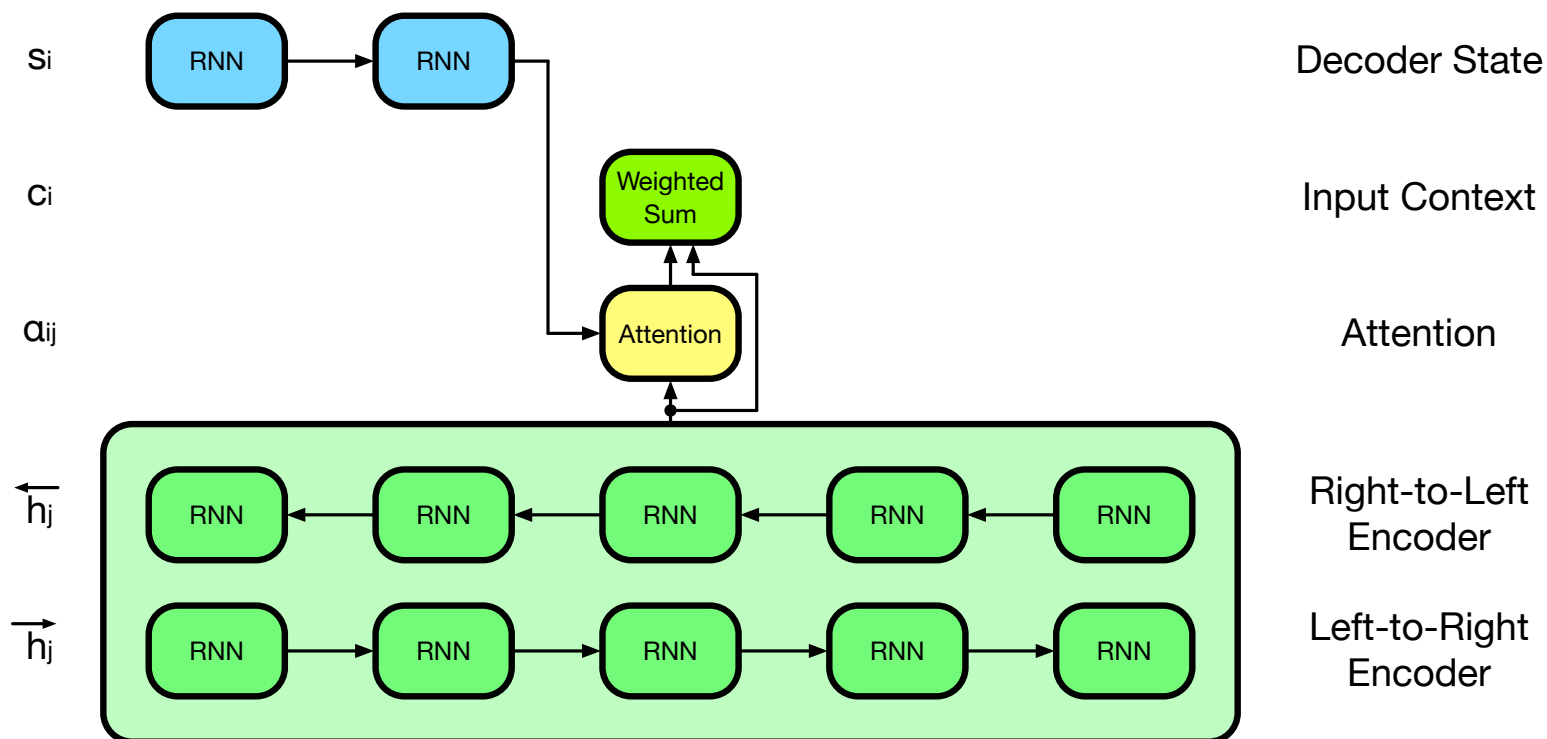 si RNN RNN Decoder State
ci Weighted Input Context
Sum
αij Attention Attention
hj RNN RNN RNN RNN RNN Right-to-Left
Encoder
hj RNN RNN RNN RNN RNN Left-to-Right
Encoder